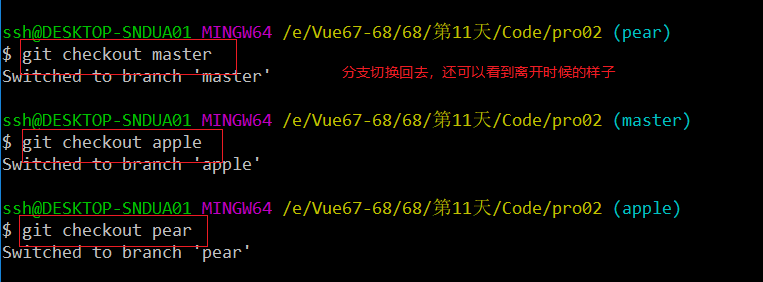 ssh@DESKTOP-SNDUA01 MINGW64 /e/Vue67-68/68/第11天/Code/pro02 (pear)
$ git checkout master
Switched to branch 'master'
分支切换回去，还可以看到离开时候的样子
ssh@DESKTOP-SNDUA01 MINGW64 /e/Vue67-68/68/第11天/Code/pro02 (master)
$ git checkout apple
Switched to branch 'apple'
ssh@DESKTOP-SNDUA01 MINGW64 /e/Vue67-68/68/第11天/Code/pro02 (apple)
$ git checkout pear
Switched to branch 'pear'